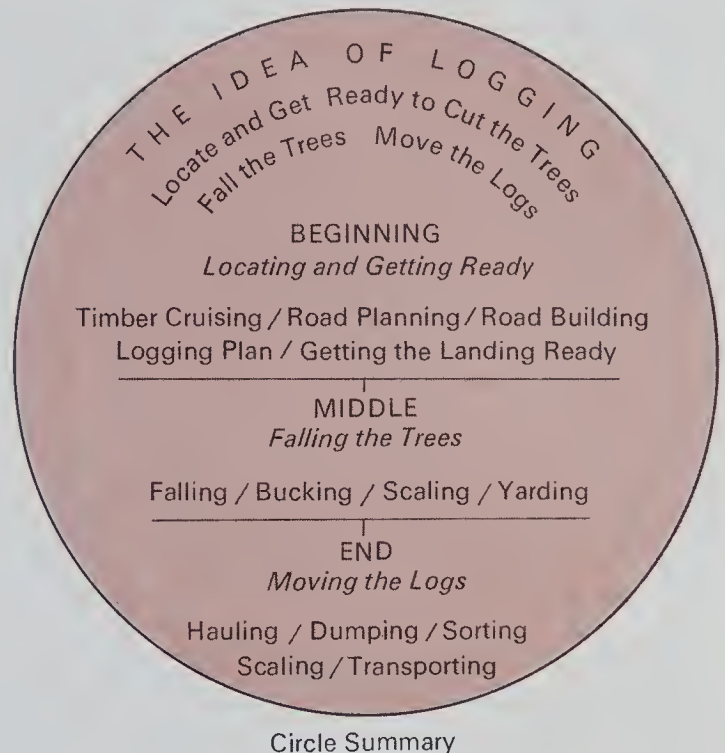 THE IDEA OF LOGGING
Locate and Get Ready to Cut the Trees
Fall the Trees Move the Logs
BEGINNING
Locating and Getting Ready
Timber Cruising / Road Planning / Road Building
Logging Plan / Getting the Landing Ready
MIDDLE
Falling the Trees
Falling / Bucking / Scaling / Yarding
END
Moving the Logs
Hauling / Dumping / Sorting
Scaling / Transporting
Circle Summary